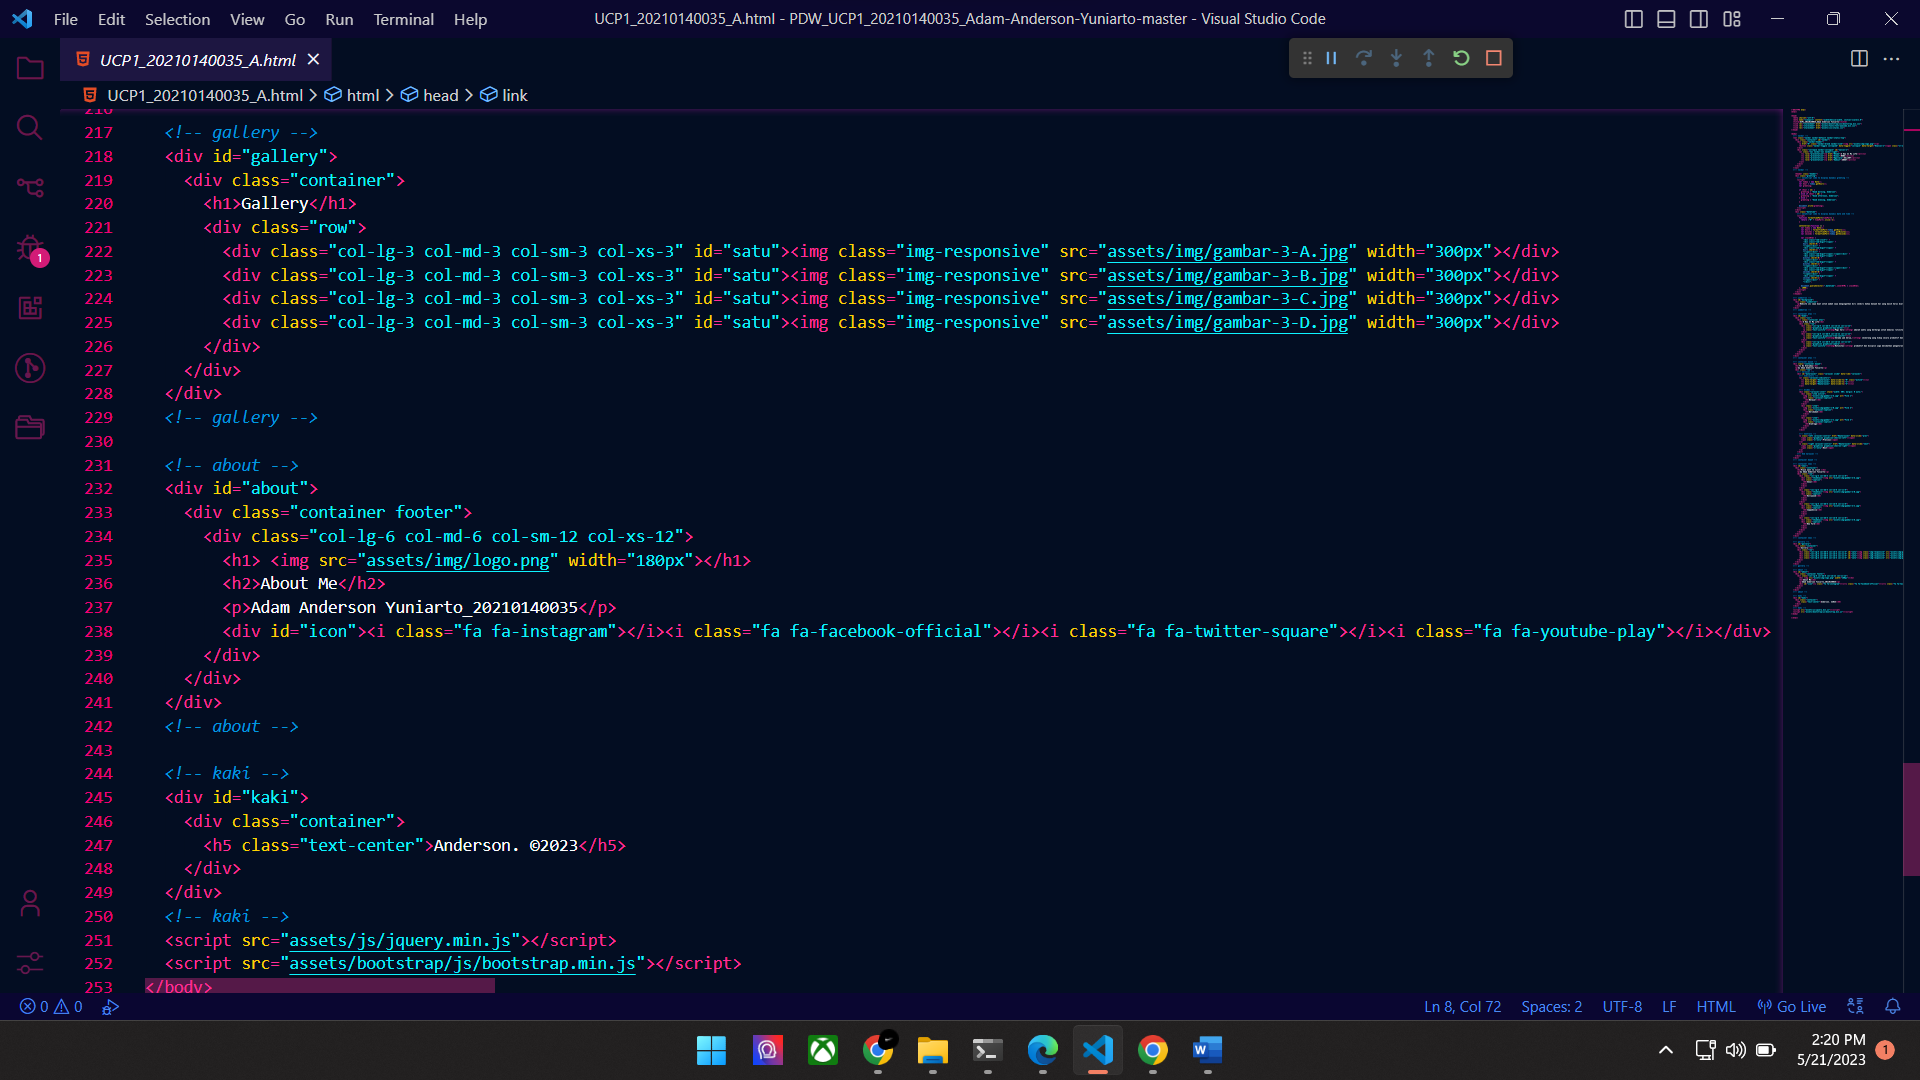 File Edit Selection View Go Run Terminal Help
UCP1_20210140035_A.html - PDW_UCP1_20210140035_Adam-Anderson-Yuniarto-master - Visual Studio Code
UCP1_20210140035_A.html
UCP1_20210140035_A.html > html > head > link
216
217 <!-- gallery -->
218 <div id="gallery">
219 <div class="container">
220 <h1>Gallery</h1>
221 <div class="row">
222 <div class="col-lg-3 col-md-3 col-sm-3 col-xs-3" id="satu"><img class="img-responsive" src="assets/img/gambar-3-A.jpg" width="300px"></div>
223 <div class="col-lg-3 col-md-3 col-sm-3 col-xs-3" id="satu"><img class="img-responsive" src="assets/img/gambar-3-B.jpg" width="300px"></div>
224 <div class="col-lg-3 col-md-3 col-sm-3 col-xs-3" id="satu"><img class="img-responsive" src="assets/img/gambar-3-C.jpg" width="300px"></div>
225 <div class="col-lg-3 col-md-3 col-sm-3 col-xs-3" id="satu"><img class="img-responsive" src="assets/img/gambar-3-D.jpg" width="300px"></div>
226 </div>
227 </div>
228 </div>
229 <!-- gallery -->
230
231 <!-- about -->
232 <div id="about">
233 <div class="container footer">
234 <div class="col-lg-6 col-md-6 col-sm-12 col-xs-12">
235 <h1> <img src="assets/img/logo.png" width="180px"></h1>
236 <h2>About Me</h2>
237 <p>Adam Anderson Yuniarto_20210140035</p>
238 <div id="icon"><i class="fa fa-instagram"></i><i class="fa fa-facebook-official"></i><i class="fa fa-twitter-square"></i><i class="fa fa-youtube-play"></i></div>
239 </div>
240 </div>
241 </div>
242 <!-- about -->
243
244 <!-- kaki -->
245 <div id="kaki">
246 <div class="container">
247 <h5 class="text-center">Anderson. ©2023</h5>
248 </div>
249 </div>
250 <!-- kaki -->
251 <script src="assets/js/jquery.min.js"></script>
252 <script src="assets/bootstrap/js/bootstrap.min.js"></script>
253 </body>
1
0 0
Ln 8, Col 72 Spaces: 2 UTF-8 LF HTML Go Live
2:20 PM
5/21/2023 1